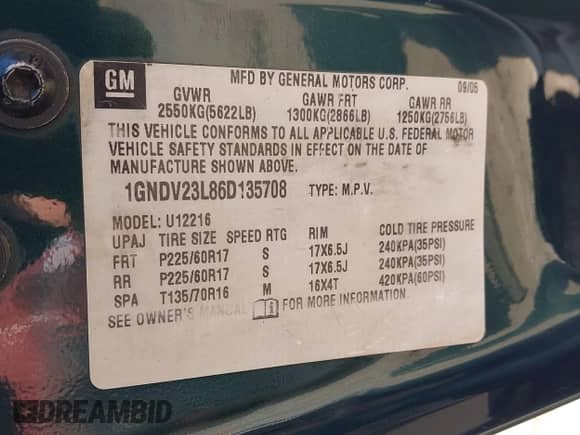 GM
MFD BY GENERAL MOTORS CORP. 09/05
GVWR GAWR FRT GAWR RR
2550KG(5622LB) 1300KG(2866LB) 1250KG(2756LB)
THIS VEHICLE CONFORMS TO ALL APPLICABLE U.S. FEDERAL MOTOR
VEHICLE SAFETY STANDARDS IN EFFECT ON THE DATE OF
MANUFACTURE SHOWN ABOVE.
1GNDV23L86D135708 TYPE: M.P.V.
MODEL: U12216
UPAJ TIRE SIZE SPEED RTG RIM COLD TIRE PRESSURE
FRT P225/60R17 S 17X6.5J 240KPA(35PSI)
RR P225/60R17 S 17X6.5J 240KPA(35PSI)
SPA T135/70R16 M 16X4T 420KPA(60PSI)
SEE OWNER'S MANUAL FOR MORE INFORMATION.
DREAMBID